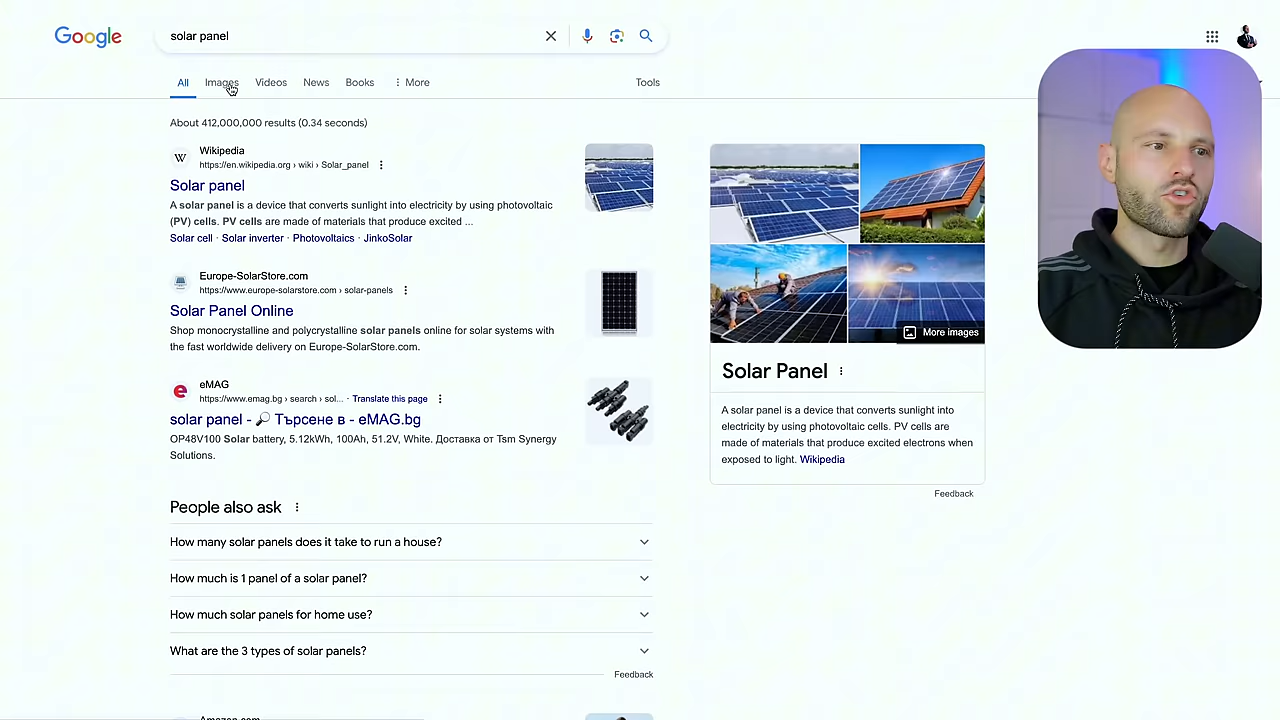 Google
solar panel
All Images Videos News Books More Tools
About 412,000,000 results (0.34 seconds)
W
Wikipedia
https://en.wikipedia.org › wiki › Solar_panel
Solar panel
A solar panel is a device that converts sunlight into electricity by using photovoltaic
(PV) cells. PV cells are made of materials that produce excited ...
Solar cell · Solar inverter · Photovoltaics · JinkoSolar
Europe-SolarStore.com
https://www.europe-solarstore.com › solar-panels
Solar Panel Online
Shop monocrystalline and polycrystalline solar panels online for solar systems with
the fast worldwide delivery on Europe-SolarStore.com.
e
eMAG
https://www.emag.bg › search › sol... · Translate this page
solar panel - 🔎 Търсене в - eMAG.bg
OP48V100 Solar battery, 5.12kWh, 100Ah, 51.2V, White. Доставка от Tsm Synergy
Solutions.
People also ask
How many solar panels does it take to run a house?
How much is 1 panel of a solar panel?
How much solar panels for home use?
What are the 3 types of solar panels?
Feedback
Amazon.com
More images
Solar Panel
A solar panel is a device that converts sunlight into
electricity by using photovoltaic cells. PV cells are
made of materials that produce excited electrons when
exposed to light. Wikipedia
Feedback